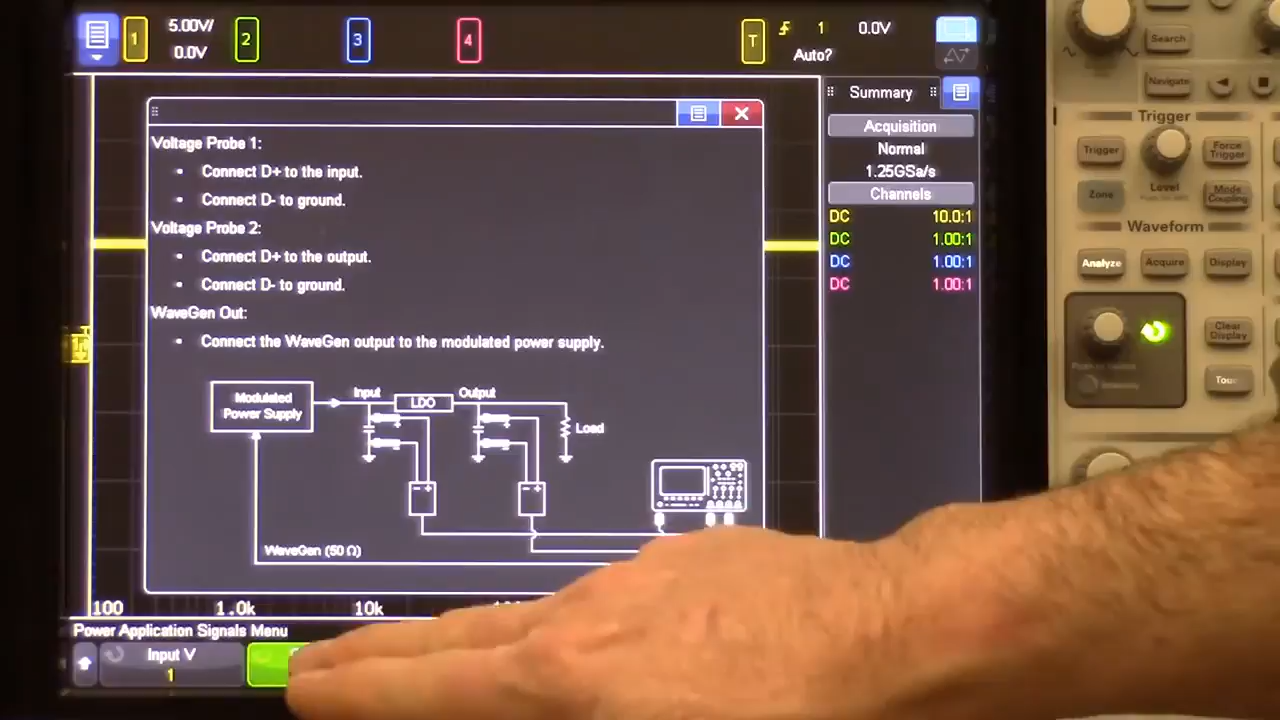 1 5.00V/ 2 3 4 T 1 0.0V
0.0V Auto?
Summary
Acquisition
Normal
1.25GSa/s
Channels
DC 10.0:1
DC 1.00:1
DC 1.00:1
DC 1.00:1
Voltage Probe 1:
• Connect D+ to the input.
• Connect D- to ground.
Voltage Probe 2:
• Connect D+ to the output.
• Connect D- to ground.
WaveGen Out:
• Connect the WaveGen output to the modulated power supply.
Modulated
Power Supply
Input
LDO
Output
Load
WaveGen (50 Ω)
100 1.0k 10k
Power Application Signals Menu
Input V
1
Search
Navigate
Trigger
Trigger
Force
Trigger
Level
Zone
Mode
Coupling
Waveform
Analyze
Acquire
Display
Clear
Display